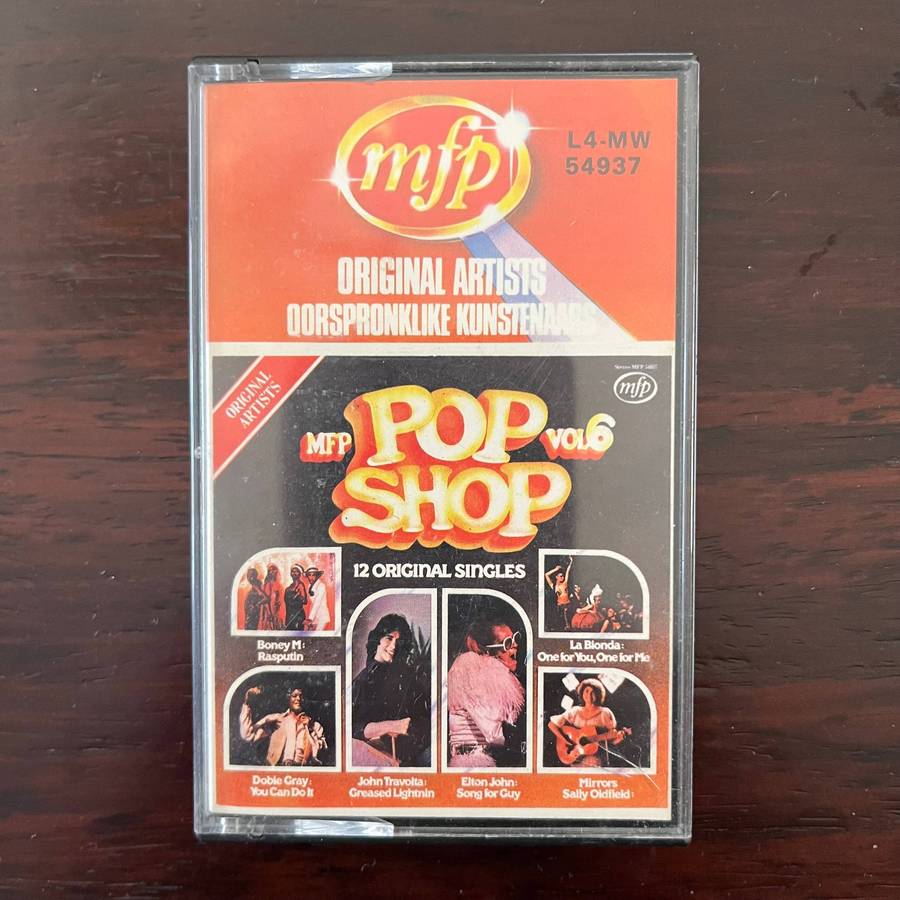 mfp
L4-MW
54937
ORIGINAL ARTISTS
OORSPRONKLIKE KUNSTENAARS
ORIGINAL
ARTISTS
mfp
MFP POP VOL 6
SHOP
12 ORIGINAL SINGLES
Boney M:
Rasputin
La Bionda:
One for You, One for Me
Dobie Gray:
You Can Do It
John Travolta:
Greased Lightnin
Elton John:
Song for Guy
Mirrors
Sally Oldfield: